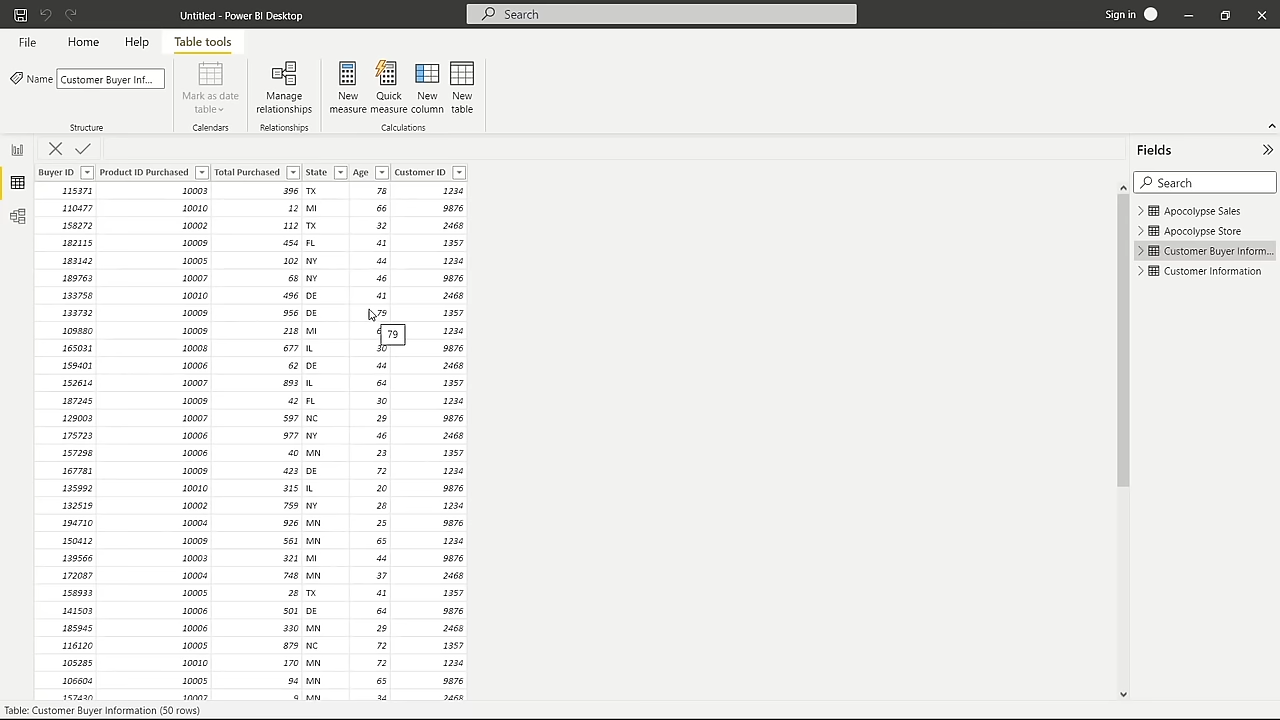 Untitled - Power BI Desktop
Search
Sign in
File
Home
Help
Table tools
Name
Customer Buyer Inf...
Mark as date table
Manage relationships
New measure
Quick measure
New column
New table
Structure
Calendars
Relationships
Calculations
Buyer ID Product ID Purchased Total Purchased State Age Customer ID
115371 10003 396 TX 78 1234
110477 10010 12 MI 66 9876
158272 10002 112 TX 32 2468
182115 10009 454 FL 41 1357
183142 10005 102 NY 44 1234
189763 10007 68 NY 46 9876
133758 10010 496 DE 41 2468
133732 10009 956 DE 79 1357
109880 10009 218 MI 1234
79
165031 10008 677 IL 30 9876
159401 10006 62 DE 44 2468
152614 10007 893 IL 64 1357
187245 10009 42 FL 30 1234
129003 10007 597 NC 29 9876
175723 10006 977 NY 46 2468
157298 10006 40 MN 23 1357
167781 10009 423 DE 72 1234
135992 10010 315 IL 20 9876
132519 10002 759 NY 28 1234
194710 10004 926 MN 25 9876
150412 10009 561 MN 65 1234
139566 10003 321 MI 44 9876
172087 10004 748 MN 37 2468
158933 10005 28 TX 41 1357
141503 10006 501 DE 64 9876
185945 10006 330 MN 29 2468
116120 10005 879 NC 72 1357
105285 10010 170 MN 72 1234
106604 10005 94 MN 65 9876
157430 10007 9 MN 34 2468
Fields
Search
Apocolypse Sales
Apocolypse Store
Customer Buyer Inform...
Customer Information
Table: Customer Buyer Information (50 rows)